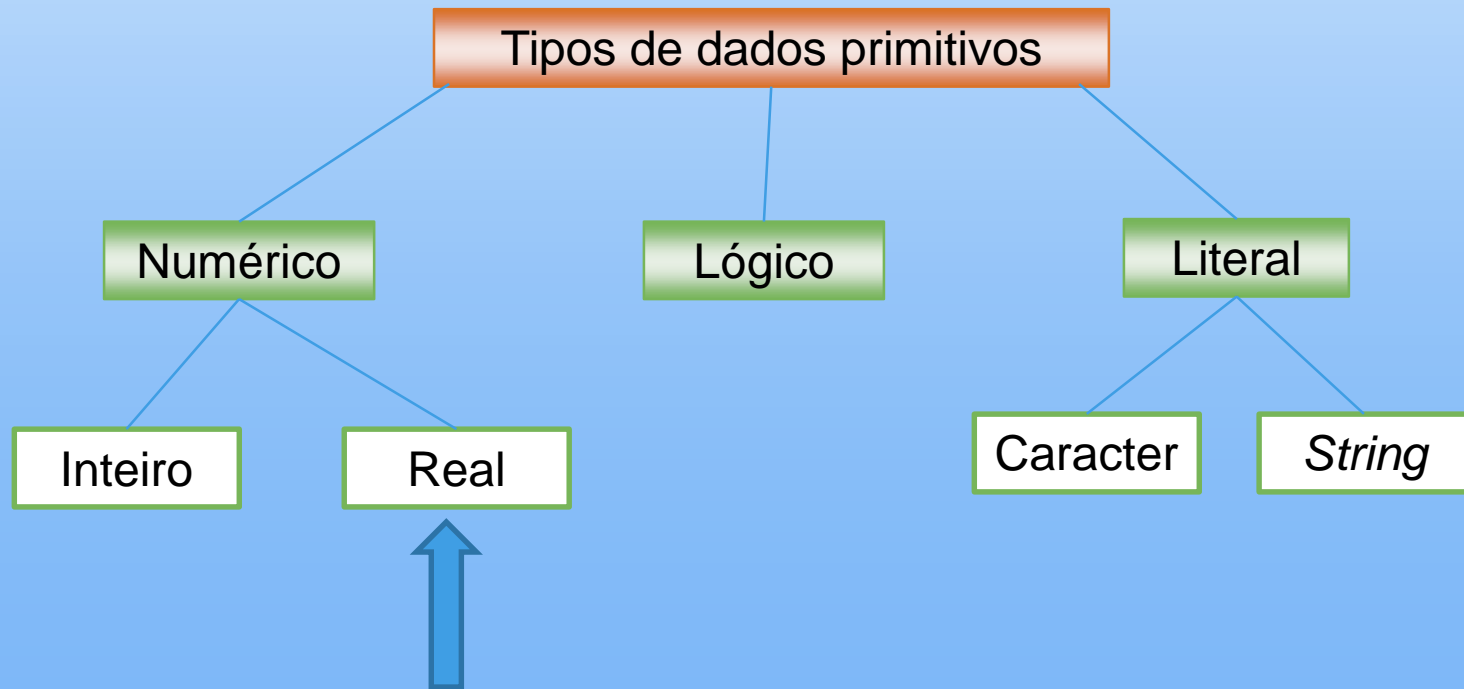 Tipos de dados primitivos
Numérico
Lógico
Literal
Inteiro
Real
Caracter
String